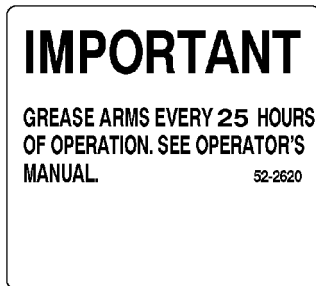 IMPORTANT
GREASE ARMS EVERY 25 HOURS
OF OPERATION. SEE OPERATOR'S
MANUAL. 52-2620